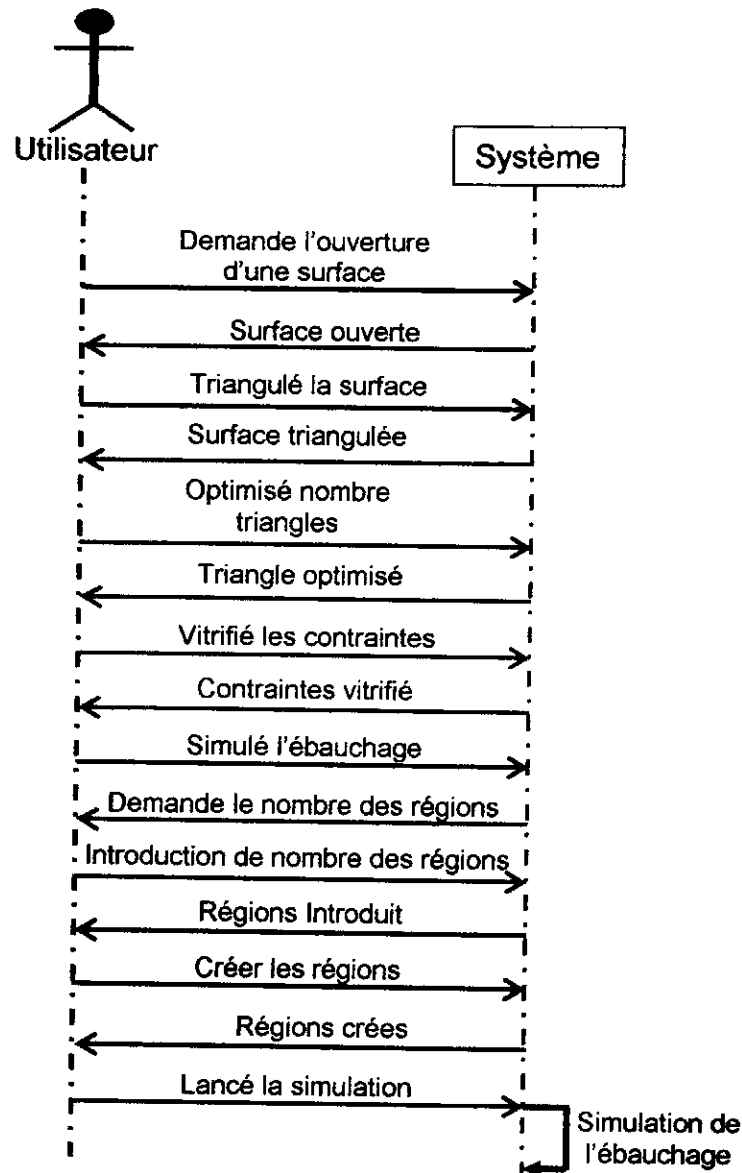 Utilisateur
Système
Demande l'ouverture
d'une surface
Surface ouverte
Triangulé la surface
Surface triangulée
Optimisé nombre
triangles
Triangle optimisé
Vitrifié les contraintes
Contraintes vitrifié
Simulé l'ébauchage
Demande le nombre des régions
Introduction de nombre des régions
Régions Introduit
Créer les régions
Régions crées
Lancé la simulation
Simulation de
l'ébauchage